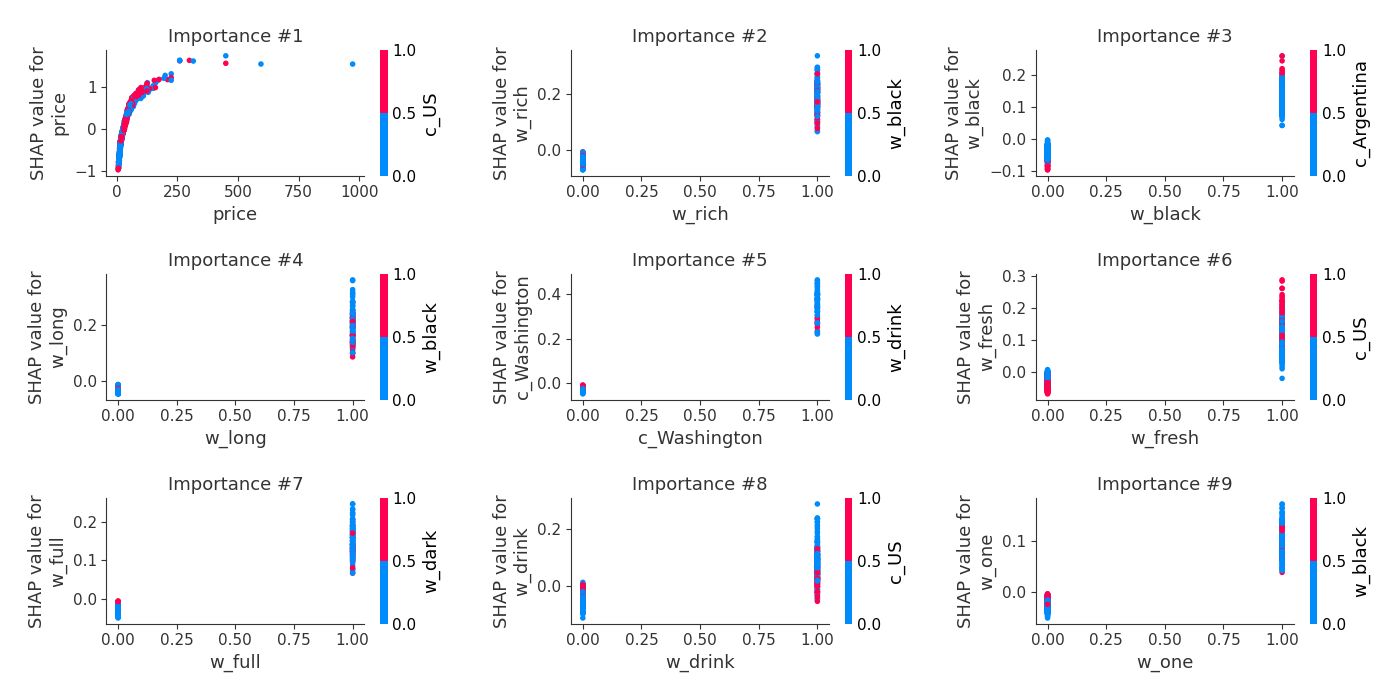 Importance #1
SHAP value for
price
1
0
−1
0
250
500
750
1000
price
1.0
0.5
0.0
c_US
Importance #2
SHAP value for
w_rich
0.2
0.0
0.00
0.25
0.50
0.75
1.00
w_rich
1.0
0.5
0.0
w_black
Importance #3
SHAP value for
w_black
0.2
0.1
0.0
−0.1
0.00
0.25
0.50
0.75
1.00
w_black
1.0
0.5
0.0
c_Argentina
Importance #4
SHAP value for
w_long
0.2
0.0
0.00
0.25
0.50
0.75
1.00
w_long
1.0
0.5
0.0
w_black
Importance #5
SHAP value for
c_Washington
0.4
0.2
0.0
0.00
0.25
0.50
0.75
1.00
c_Washington
1.0
0.5
0.0
w_drink
Importance #6
SHAP value for
w_fresh
0.3
0.2
0.1
0.0
0.00
0.25
0.50
0.75
1.00
w_fresh
1.0
0.5
0.0
c_US
Importance #7
SHAP value for
w_full
0.2
0.1
0.0
0.00
0.25
0.50
0.75
1.00
w_full
1.0
0.5
0.0
w_dark
Importance #8
SHAP value for
w_drink
0.2
0.0
0.00
0.25
0.50
0.75
1.00
w_drink
1.0
0.5
0.0
c_US
Importance #9
SHAP value for
w_one
0.1
0.0
0.00
0.25
0.50
0.75
1.00
w_one
1.0
0.5
0.0
w_black